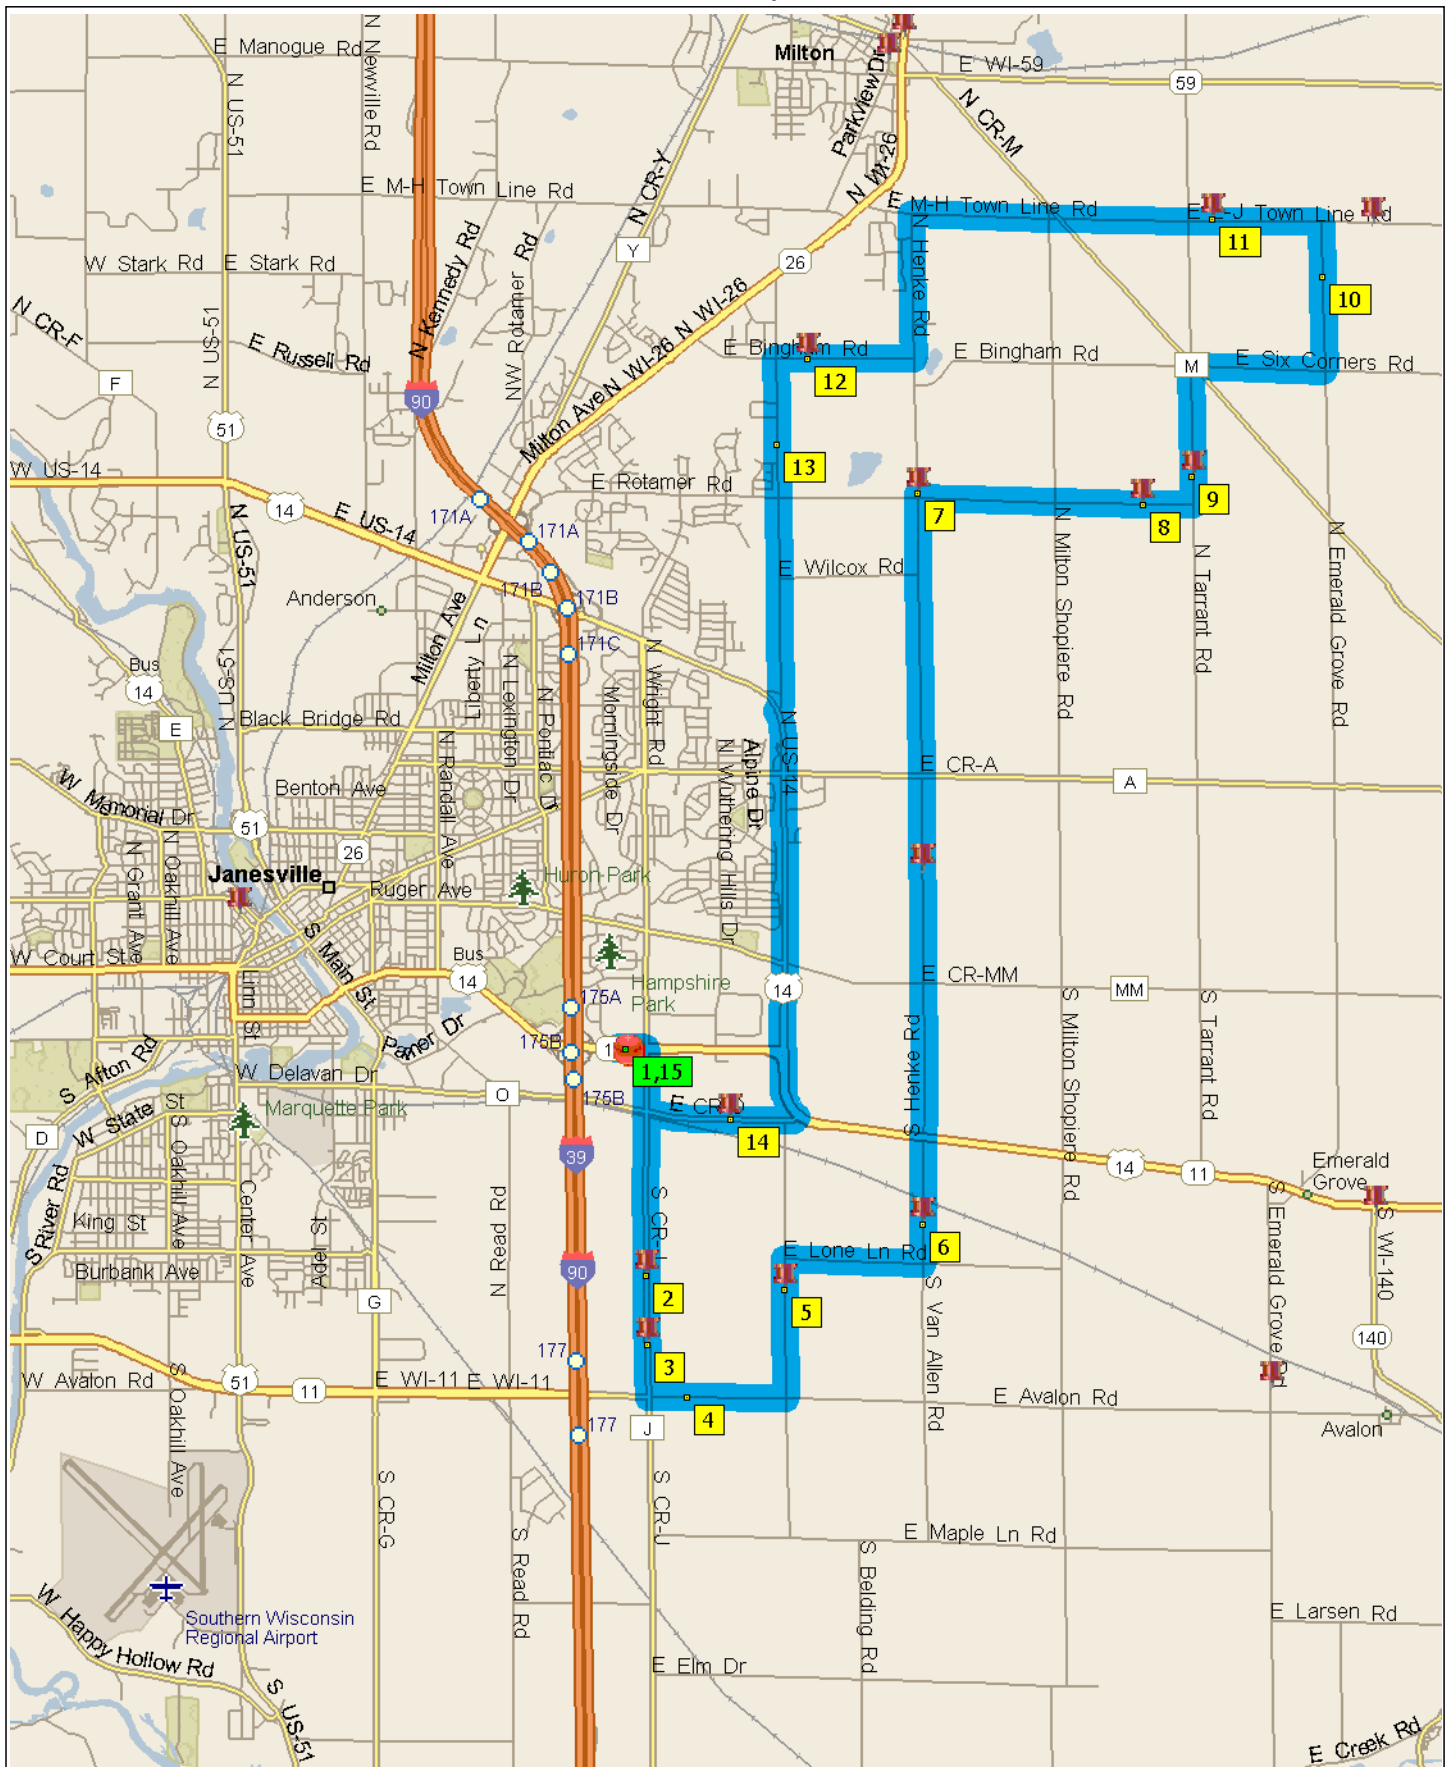 E Manogue Rd
N Newville Rd
Milton
Parkview Dr
E WI-59
59
N US-51
N CR-M
N CR-Y
N WI-26
E M-H Town Line Rd
E
M-H Town Line Rd
E E-J Town Line Rd
11
Y
26
W Stark Rd
E Stark Rd
N Kennedy Rd
NW Rotamer Rd
N Henke Rd
10
N CR-F
N US-51
E Russell Rd
N WI-26
N WI-26
E Bingham Rd
12
E Bingham Rd
M
E Six Corners Rd
F
90
51
Milton Ave
13
W US-14
14
E US-14
E Rotamer Rd
7
8
9
171A
171A
N US-51
Anderson
171B
171B
E Wilcox Rd
N Milton Shopiere Rd
N Tarrant Rd
N Emerald Grove Rd
171C
Milton Ave
Liberty Ln
N Lexington Dr
N Pontiac Dr
Morningside Dr
N Wright Rd
Bus
14
E
N US-51
Black Bridge Rd
N Randall Ave
N Wuthering Hills Dr
Alpine Dr
N US-14
E CR-A
A
W Memorial Dr
Benton Ave
51
26
N Grant Ave
N Oakhill Ave
Janesville
Ruger Ave
Huron Park
W Court St
S Main St
Linn St
Bus
14
Hampshire
Park
14
E CR-MM
MM
175A
175B
175B
Palmer Dr
1,15
S Henke Rd
S Milton Shopiere Rd
S Tarrant Rd
S Afton Rd
W Delavan Dr
O
W State St
Marquette Park
D
E CR-O
14
14
11
Emerald
Grove
39
S River Rd
King St
Burbank Ave
S Oakhill Ave
Center Ave
Apple St
N Read Rd
S CR-J
E Lone Ln Rd
6
S Emerald Grove Rd
S WI-140
90
G
2
5
S Van Allen Rd
177
3
140
W Avalon Rd
51
11
E WI-11
E WI-11
4
E Avalon Rd
Avalon
S Oakhill Ave
177
J
S CR-G
S Read Rd
S CR-J
E Maple Ln Rd
S Belding Rd
Southern Wisconsin
Regional Airport
E Larsen Rd
W Happy Hollow Rd
E Elm Dr
S US-51
E Creek Rd